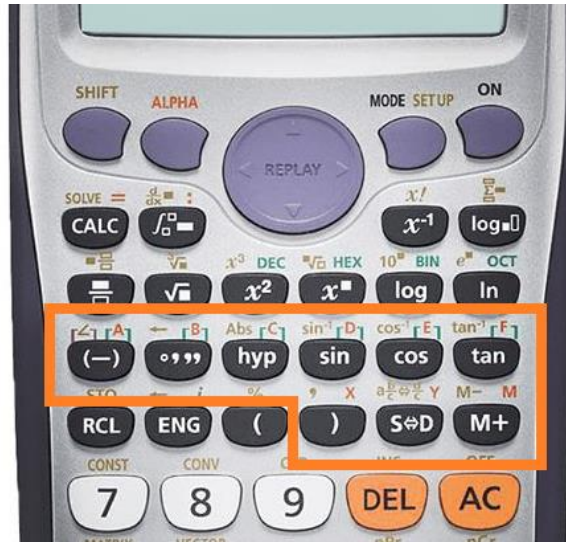 SHIFT ALPHA MODE SETUP ON
REPLAY
SOLVE = d/dx■ : x! Σ
CALC ∫ x⁻¹ log■▯
³√■ x³ DEC ■√▯ HEX 10■ BIN e■ OCT
√■ x² x■ log ln
∠ A ← B Abs C sin⁻¹ D cos⁻¹ E tan⁻¹ F
(—) °,,, hyp sin cos tan
STO ← i % , X a b/c⇔d/c Y M– M
RCL ENG ( ) S⇔D M+
CONST CONV
7 8 9 DEL AC